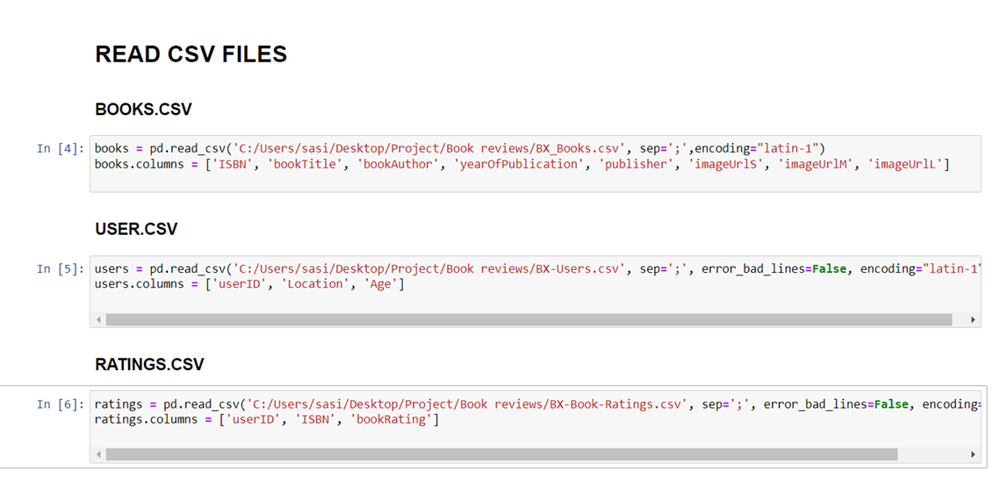 READ CSV FILES
BOOKS.CSV
In [4]: books = pd.read_csv('C:/Users/sasi/Desktop/Project/Book reviews/BX_Books.csv', sep=';',encoding="latin-1")
books.columns = ['ISBN', 'bookTitle', 'bookAuthor', 'yearOfPublication', 'publisher', 'imageUrlS', 'imageUrlM', 'imageUrlL']
USER.CSV
In [5]: users = pd.read_csv('C:/Users/sasi/Desktop/Project/Book reviews/BX-Users.csv', sep=';', error_bad_lines=False, encoding="latin-1"
users.columns = ['userID', 'Location', 'Age']
RATINGS.CSV
In [6]: ratings = pd.read_csv('C:/Users/sasi/Desktop/Project/Book reviews/BX-Book-Ratings.csv', sep=';', error_bad_lines=False, encoding=
ratings.columns = ['userID', 'ISBN', 'bookRating']